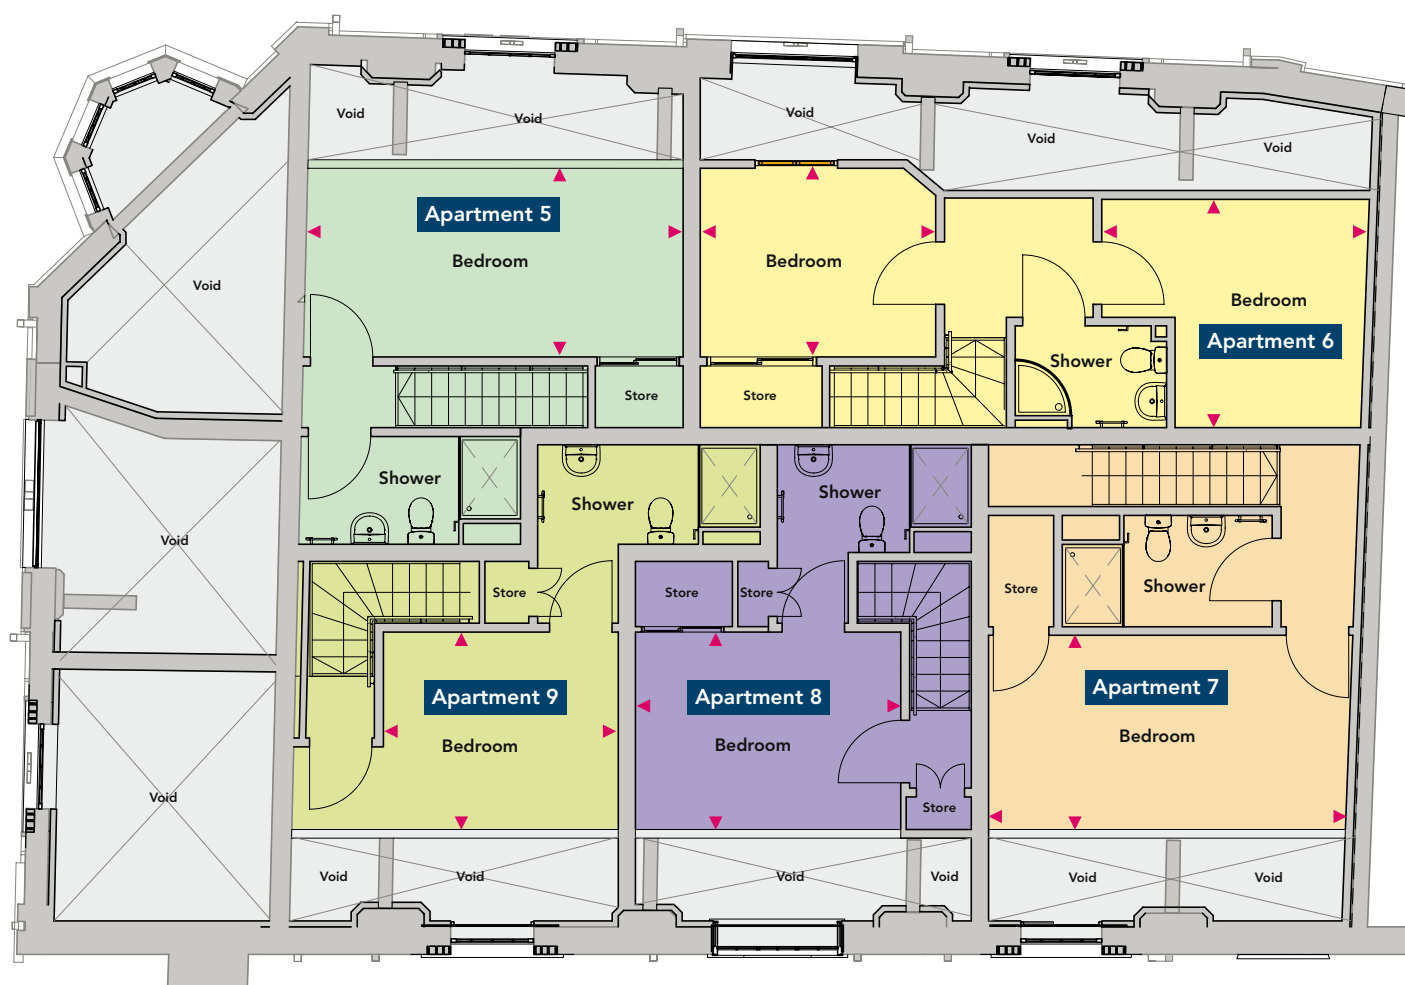 Void
Void
Void
Void
Void
Apartment 5
Bedroom
Bedroom
Void
Bedroom
Apartment 6
Shower
Store
Store
Shower
Shower
Shower
Void
Store
Store
Store
Store
Shower
Apartment 9
Apartment 8
Apartment 7
Bedroom
Bedroom
Bedroom
Void
Store
Void
Void
Void
Void
Void
Void